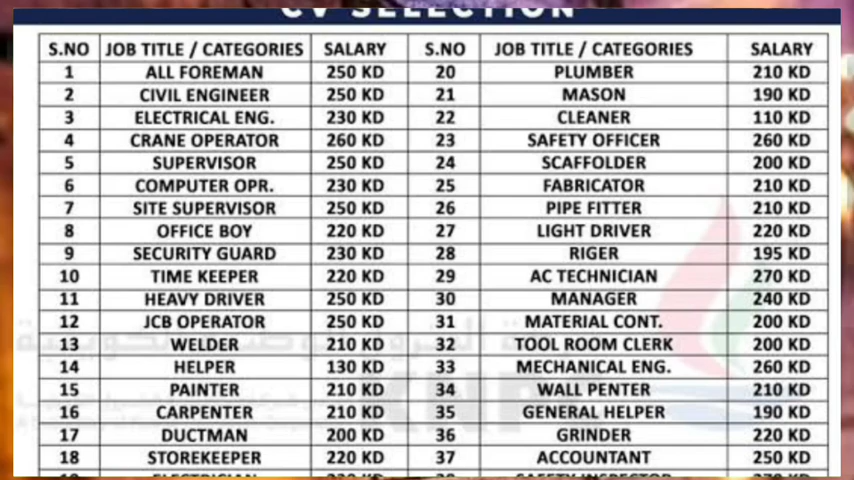 CV SELECTION
S.NO JOB TITLE / CATEGORIES SALARY S.NO JOB TITLE / CATEGORIES SALARY
1 ALL FOREMAN 250 KD 20 PLUMBER 210 KD
2 CIVIL ENGINEER 250 KD 21 MASON 190 KD
3 ELECTRICAL ENG. 230 KD 22 CLEANER 110 KD
4 CRANE OPERATOR 260 KD 23 SAFETY OFFICER 260 KD
5 SUPERVISOR 250 KD 24 SCAFFOLDER 200 KD
6 COMPUTER OPR. 230 KD 25 FABRICATOR 210 KD
7 SITE SUPERVISOR 250 KD 26 PIPE FITTER 210 KD
8 OFFICE BOY 220 KD 27 LIGHT DRIVER 220 KD
9 SECURITY GUARD 230 KD 28 RIGER 195 KD
10 TIME KEEPER 220 KD 29 AC TECHNICIAN 270 KD
11 HEAVY DRIVER 250 KD 30 MANAGER 240 KD
12 JCB OPERATOR 250 KD 31 MATERIAL CONT. 200 KD
13 WELDER 210 KD 32 TOOL ROOM CLERK 200 KD
14 HELPER 130 KD 33 MECHANICAL ENG. 260 KD
15 PAINTER 210 KD 34 WALL PENTER 210 KD
16 CARPENTER 210 KD 35 GENERAL HELPER 190 KD
17 DUCTMAN 200 KD 36 GRINDER 220 KD
18 STOREKEEPER 220 KD 37 ACCOUNTANT 250 KD
ELECTRICIAN SAFETY INSPECTOR